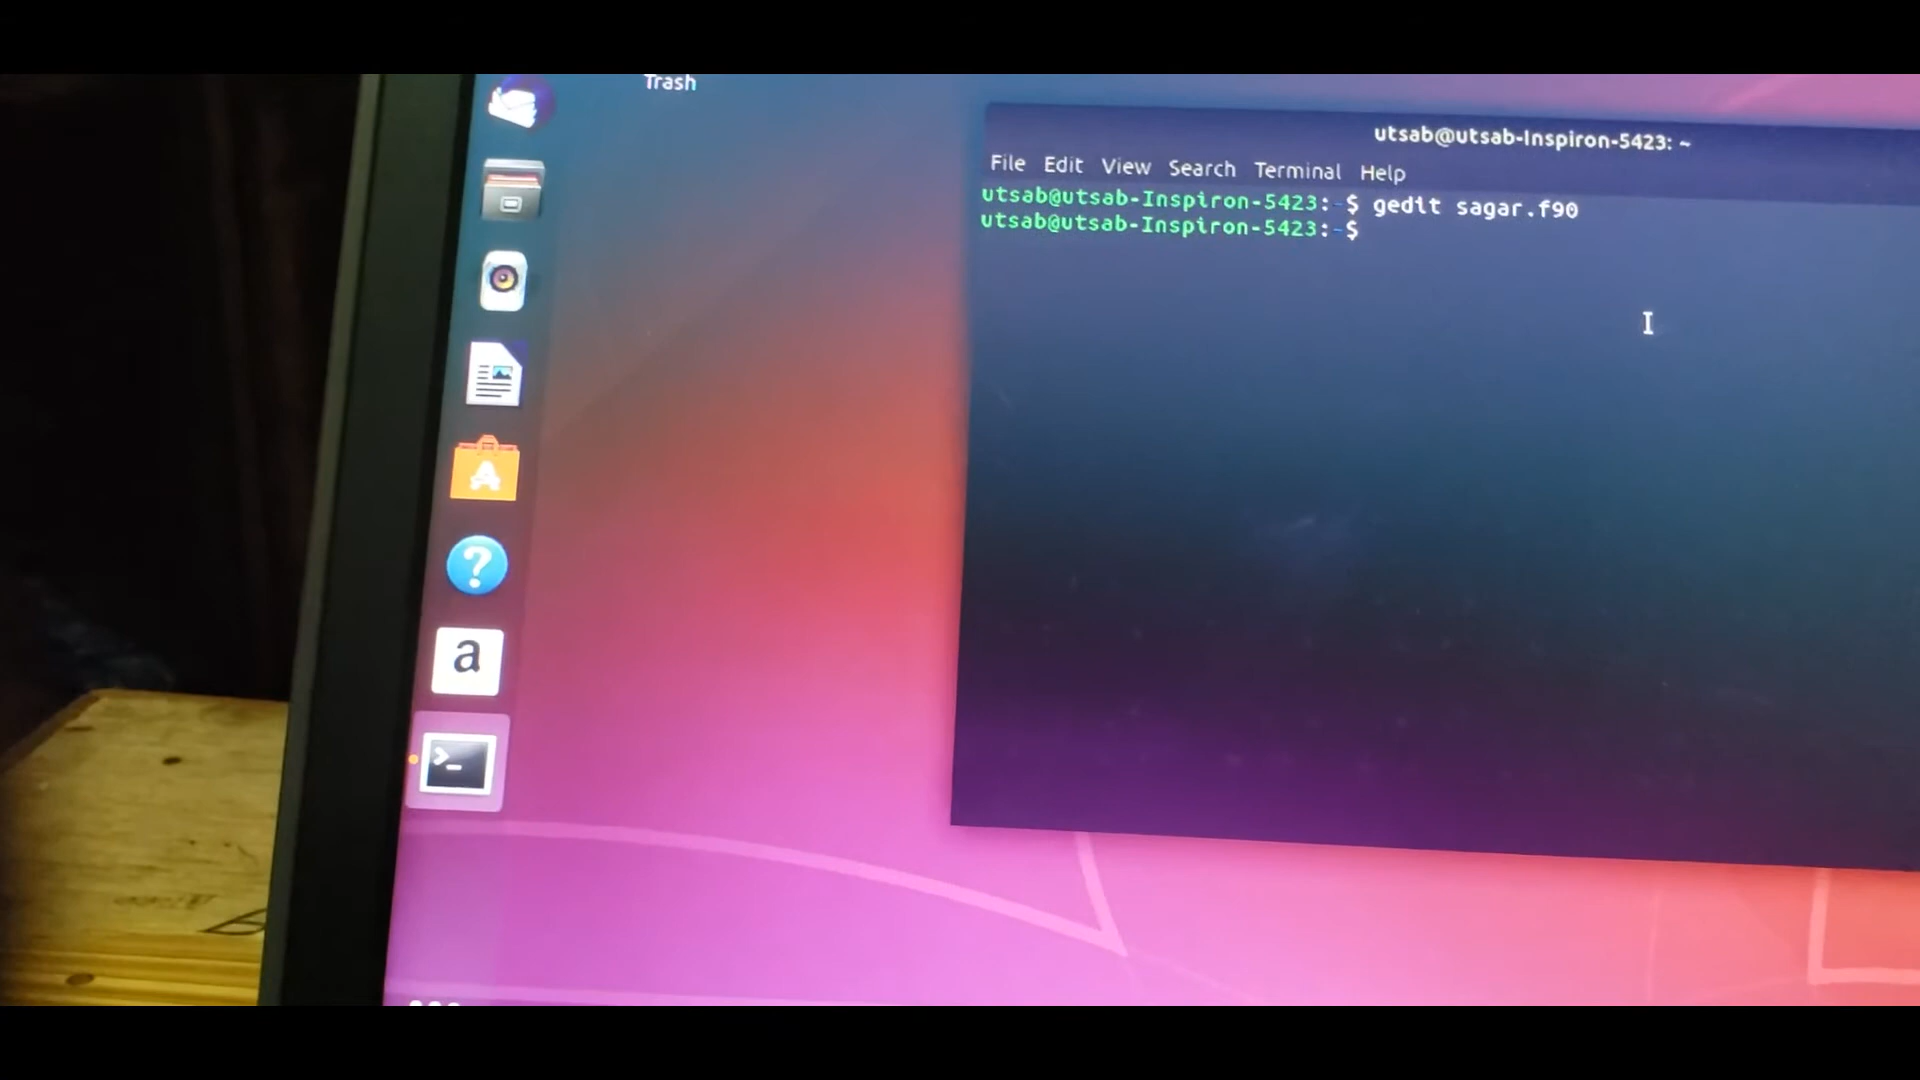 Trash
utsab@utsab-Inspiron-5423: ~
File Edit View Search Terminal Help
utsab@utsab-Inspiron-5423:~$ gedit sagar.f90
utsab@utsab-Inspiron-5423:~$
A
?
a
>_